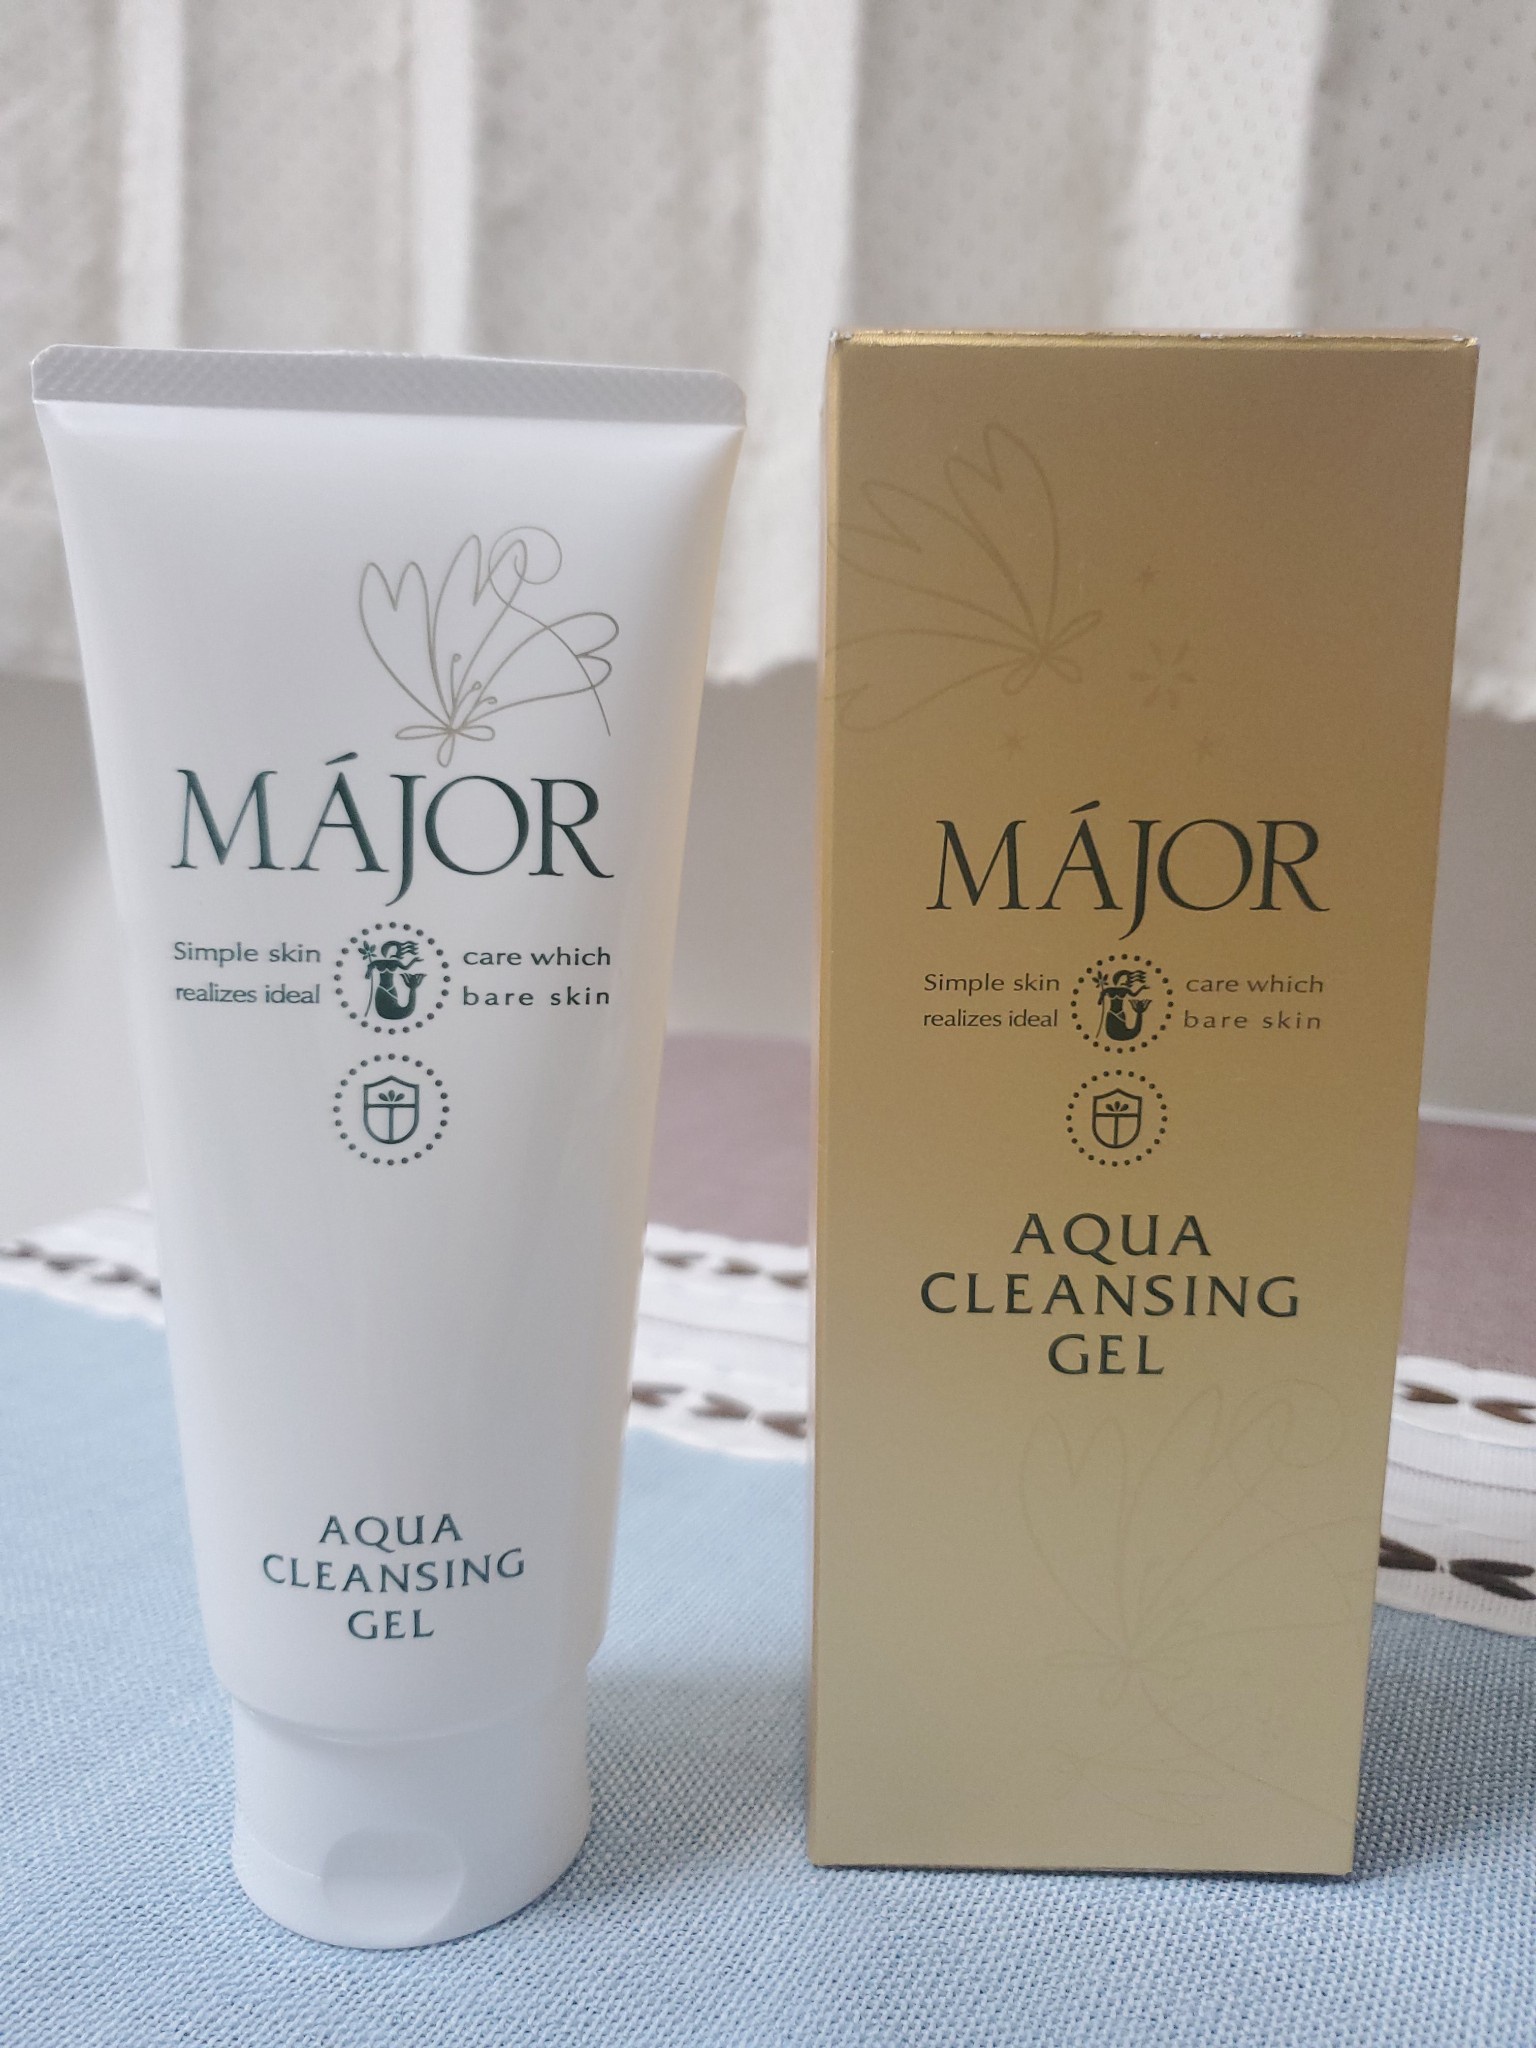 MÁJOR
Simple skin care which
realizes ideal bare skin
AQUA
CLEANSING
GEL
MÁJOR
Simple skin care which
realizes ideal bare skin
AQUA
CLEANSING
GEL